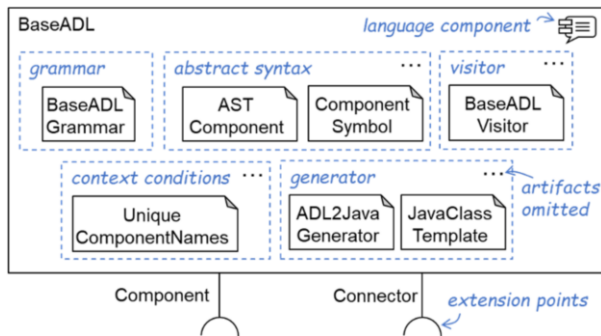 BaseADL
language component
grammar
abstract syntax
...
visitor
...
BaseADL
Grammar
AST
Component
Component
Symbol
BaseADL
Visitor
context conditions
...
generator
...
artifacts
omitted
Unique
ComponentNames
ADL2Java
Generator
JavaClass
Template
Component
Connector
extension points